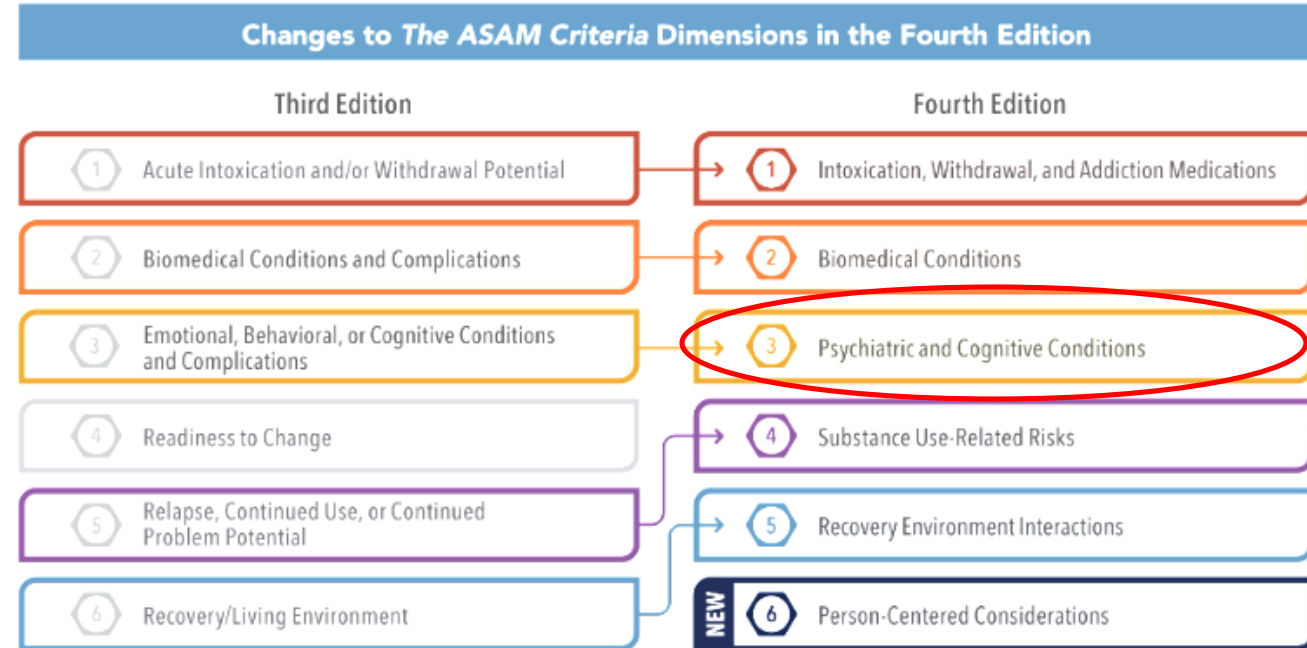 Changes to The ASAM Criteria Dimensions in the Fourth Edition
Third Edition
Fourth Edition
1 Acute Intoxication and/or Withdrawal Potential
1 Intoxication, Withdrawal, and Addiction Medications
2 Biomedical Conditions and Complications
2 Biomedical Conditions
3 Emotional, Behavioral, or Cognitive Conditions
and Complications
3 Psychiatric and Cognitive Conditions
4 Readiness to Change
4 Substance Use-Related Risks
5 Relapse, Continued Use, or Continued
Problem Potential
5 Recovery Environment Interactions
6 Recovery/Living Environment
NEW
6 Person-Centered Considerations